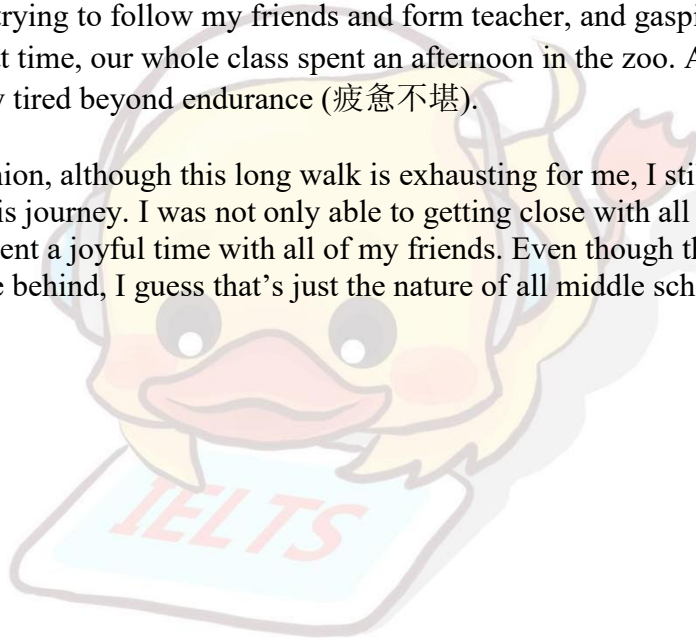 trying to follow my friends and form teacher, and gaspi
t time, our whole class spent an afternoon in the zoo. A
y tired beyond endurance (疲惫不堪).
nion, although this long walk is exhausting for me, I sti
is journey. I was not only able to getting close with all
ent a joyful time with all of my friends. Even though th
e behind, I guess that’s just the nature of all middle sch
IELTS